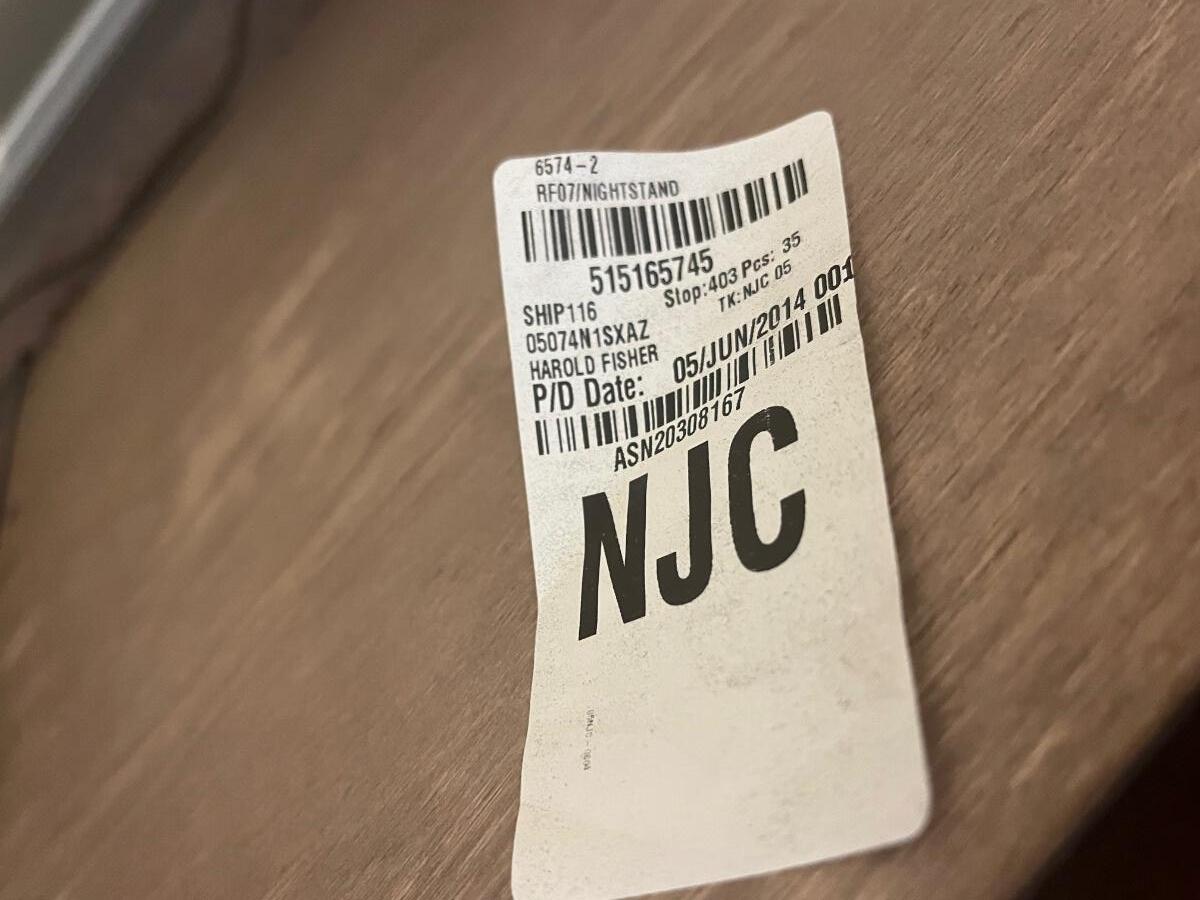 6574-2
RF07/NIGHTSTAND
515165745
Stop:403 Pcs: 35
SHIP116
TK:NJC 05
05074N1SXAZ
HAROLD FISHER
P/D Date: 05/JUN/2014 001
ASN20308167
NJC